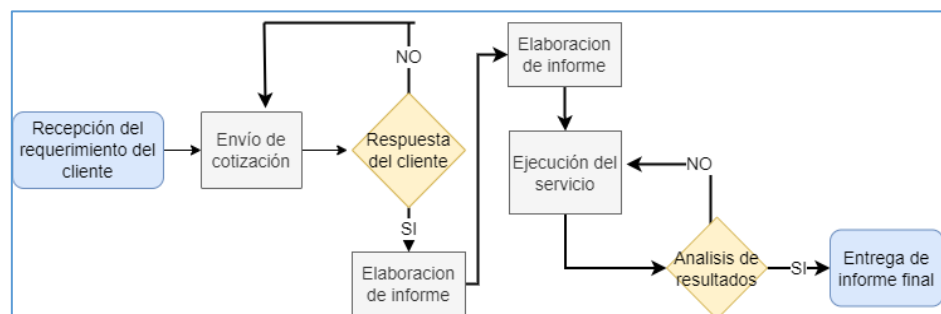 Recepción del
requerimiento del
cliente
Envío de
cotización
NO
Respuesta
del cliente
SI
Elaboracion
de informe
Elaboracion
de informe
Ejecución del
servicio
NO
Analisis de
resultados
SI
Entrega de
informe final